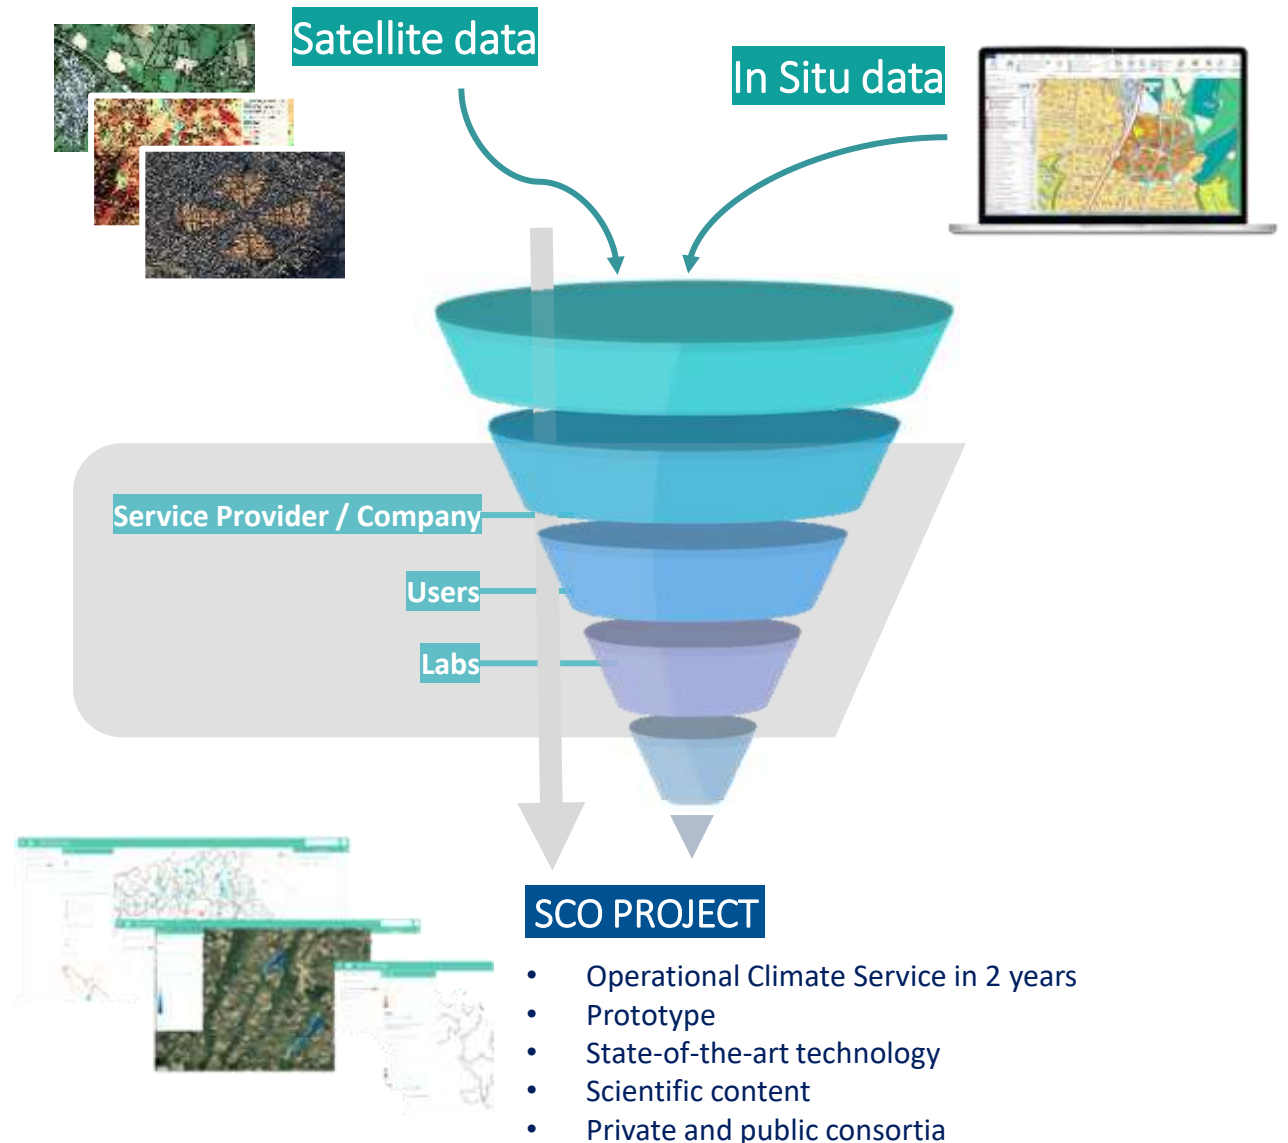 Satellite data
In Situ data
Service Provider / Company
Users
Labs
SCO PROJECT
• Operational Climate Service in 2 years
• Prototype
• State-of-the-art technology
• Scientific content
• Private and public consortia